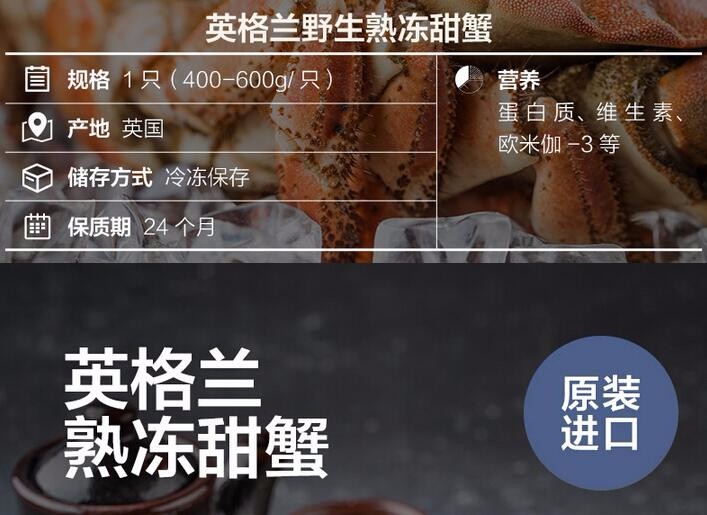 英格兰野生熟冻甜蟹
规格 1只（400-600g/只）
产地 英国
储存方式 冷冻保存
保质期 24个月
营养
蛋白质、维生素、
欧米伽-3等
英格兰
熟冻甜蟹
原装
进口